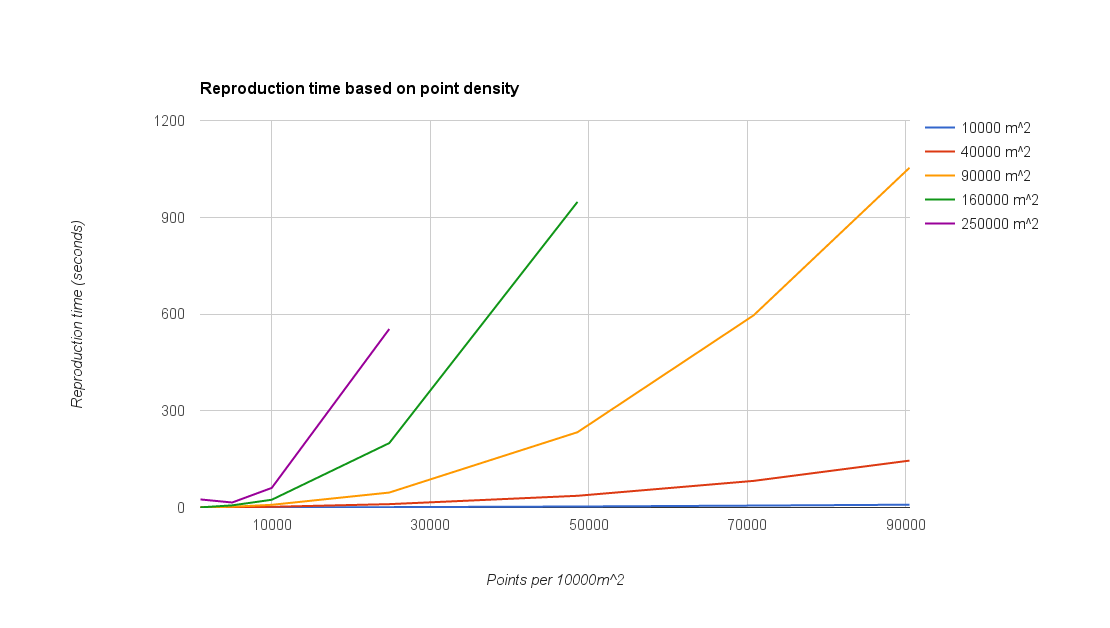 Reproduction time based on point density
1200
900
600
300
0
Reproduction time (seconds)
10000
30000
50000
70000
90000
Points per 10000m^2
10000 m^2
40000 m^2
90000 m^2
160000 m^2
250000 m^2